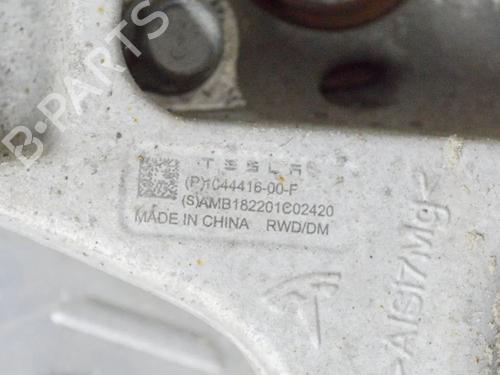 B-PARTS
TESLA
(P)1044416-00-F
(S)AMB182201C02420
MADE IN CHINA RWD/DM
>AlSi7Mg<